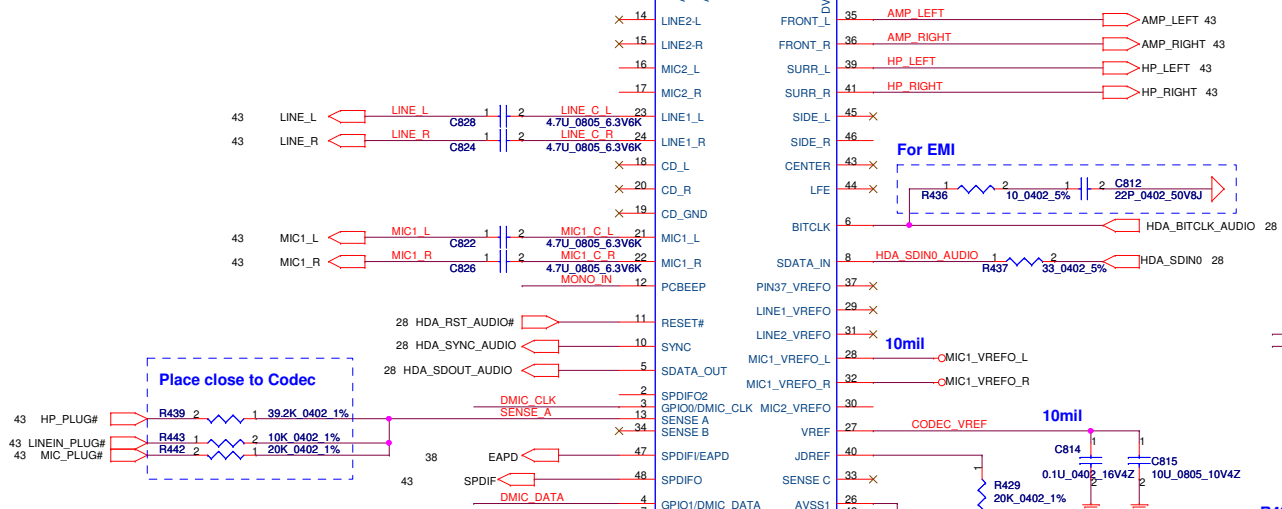 DV
14 LINE2-L FRONT_L 35 AMP_LEFT AMP_LEFT 43
15 LINE2-R FRONT_R 36 AMP_RIGHT AMP_RIGHT 43
16 MIC2_L SURR_L 39 HP_LEFT HP_LEFT 43
17 MIC2_R SURR_R 41 HP_RIGHT HP_RIGHT 43
43 LINE_L LINE_L 1 2 LINE_C_L 23 LINE1_L SIDE_L 45
C828 4.7U_0805_6.3V6K
43 LINE_R LINE_R 1 2 LINE_C_R 24 LINE1_R SIDE_R 46
C824 4.7U_0805_6.3V6K
For EMI
18 CD_L CENTER 43
20 CD_R LFE 44
R436 1 2 10_0402_5% 1 2 C812 22P_0402_50V8J
19 CD_GND
BITCLK 6 HDA_BITCLK_AUDIO 28
43 MIC1_L MIC1_L 1 2 MIC1_C_L 21 MIC1_L
C822 4.7U_0805_6.3V6K
43 MIC1_R MIC1_R 1 2 MIC1_C_R 22 MIC1_R SDATA_IN 8 HDA_SDIN0_AUDIO 1 2 HDA_SDIN0 28
C826 4.7U_0805_6.3V6K R437 33_0402_5%
MONO_IN 12 PCBEEP PIN37_VREFO 37
LINE1_VREFO 29
28 HDA_RST_AUDIO# 11 RESET# LINE2_VREFO 31
10mil
28 HDA_SYNC_AUDIO 10 SYNC MIC1_VREFO_L 28 MIC1_VREFO_L
28 HDA_SDOUT_AUDIO 5 SDATA_OUT MIC1_VREFO_R 32 MIC1_VREFO_R
Place close to Codec
2 SPDIFO2
DMIC_CLK 3 GPIO0/DMIC_CLK MIC2_VREFO 30
43 HP_PLUG# R439 2 1 39.2K_0402_1% SENSE_A 13 SENSE A
10mil
34 SENSE B VREF 27 CODEC_VREF
43 LINEIN_PLUG# R443 1 2 10K_0402_1%
43 MIC_PLUG# R442 2 1 20K_0402_1%
38 EAPD 47 SPDIFI/EAPD JDREF 40
1 C814 2 0.1U_0402_16V4Z
1 C815 2 10U_0805_10V4Z
43 SPDIF 48 SPDIFO SENSE C 33
1 R429 20K_0402_1%
DMIC_DATA 4 GPIO1/DMIC_DATA AVSS1 26